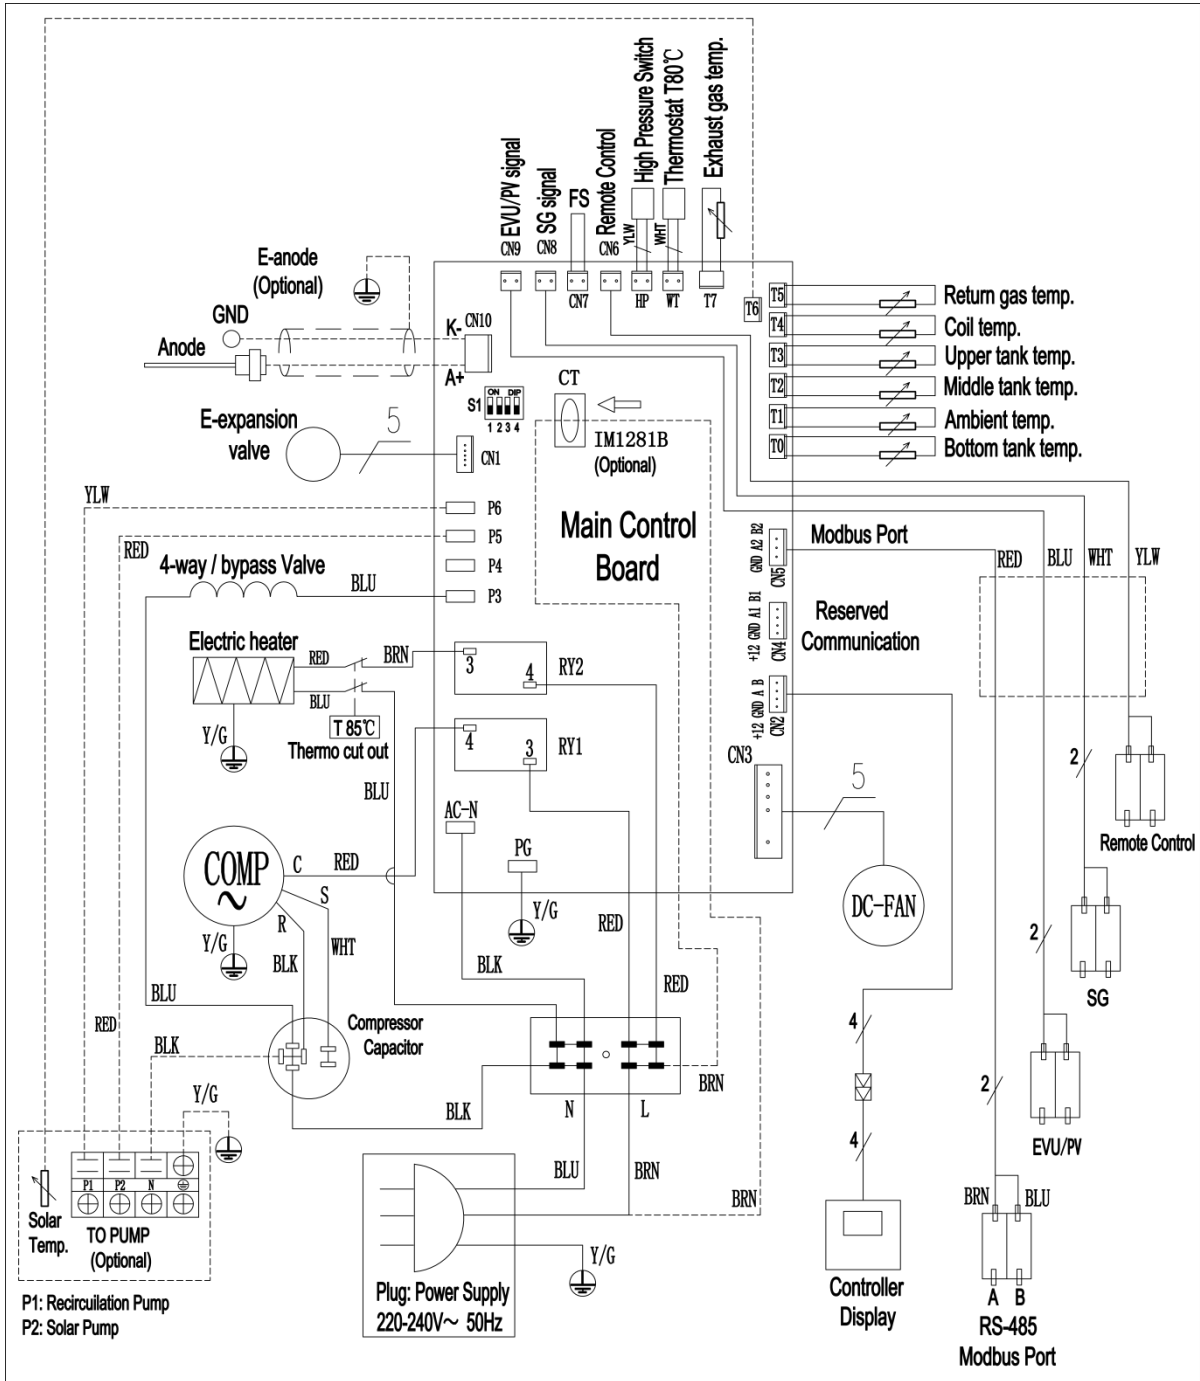 EVU/PV signal
SG signal
FS
Remote Control
High Pressure Switch
Thermostat T80℃
Exhaust gas temp.
YLW
WHT
CN9
CN8
CN7
CN6
HP
WT
T7
T6
E-anode
(Optional)
GND
Anode
K-
CN10
A+
T5
Return gas temp.
T4
Coil temp.
T3
Upper tank temp.
T2
Middle tank temp.
T1
Ambient temp.
T0
Bottom tank temp.
S1
ON DIP
1 2 3 4
CT
IM1281B
(Optional)
E-expansion
valve
5
CN1
YLW
P6
RED
P5
P4
4-way / bypass Valve
BLU
P3
Main Control
Board
GND A2 B2
CN5
Modbus Port
+12 GND A1 B1
CN4
Reserved
Communication
+12 GND A B
CN2
RED
BLU
WHT
YLW
Electric heater
RED
BRN
BLU
Y/G
T 85℃
Thermo cut out
3
4
RY2
4
3
RY1
BLU
CN3
5
DC-FAN
AC-N
PG
Y/G
COMP
~
C
RED
S
R
Y/G
BLK
WHT
RED
BLK
RED
2
Remote Control
2
SG
BLU
RED
BLK
Compressor
Capacitor
Y/G
BLK
N
L
BRN
BLU
BRN
BRN
4
4
2
EVU/PV
P1
P2
N
Solar
Temp.
TO PUMP
(Optional)
P1: Recircuilation Pump
P2: Solar Pump
Plug: Power Supply
220-240V~ 50Hz
Y/G
Controller
Display
BRN
BLU
A
B
RS-485
Modbus Port